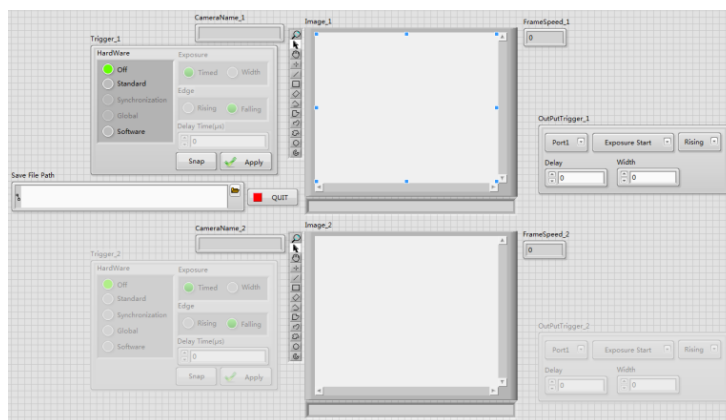 CameraName_1
Image_1
FrameSpeed_1
0
Trigger_1
HardWare
Off
Standard
Synchronization
Global
Software
Exposure
Timed
Width
Edge
Rising
Falling
Delay Time(μs)
0
Snap
Apply
OutPutTrigger_1
Port1
Exposure Start
Rising
Delay
Width
0
0
Save File Path
QUIT
CameraName_2
Image_2
FrameSpeed_2
0
Trigger_2
HardWare
Off
Standard
Synchronization
Global
Software
Exposure
Timed
Width
Edge
Rising
Falling
Delay Time(μs)
0
Snap
Apply
OutPutTrigger_2
Port1
Exposure Start
Rising
Delay
Width
0
0